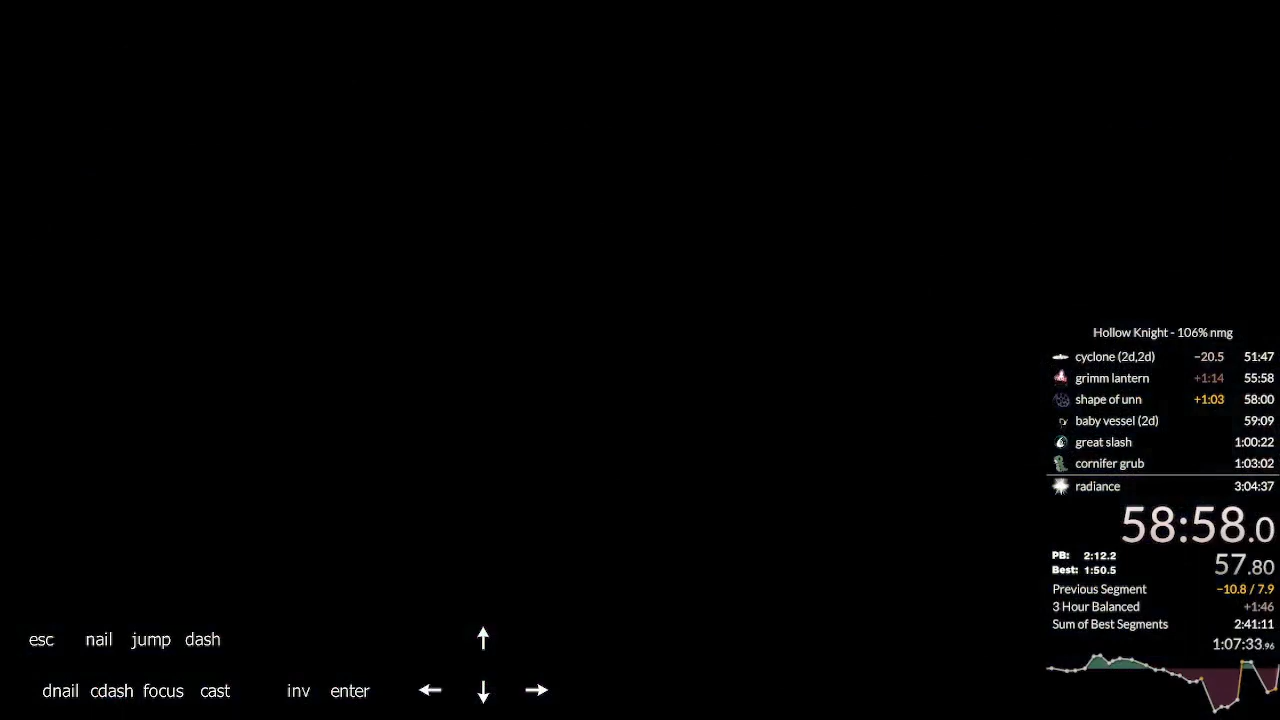 Hollow Knight - 106% nmg
cyclone (2d,2d) −20.5 51:47
grimm lantern +1:14 55:58
shape of unn +1:03 58:00
baby vessel (2d) 59:09
great slash 1:00:22
cornifer grub 1:03:02
radiance 3:04:37
58:58.0
PB: 2:12.2
Best: 1:50.5
57.80
Previous Segment −10.8 / 7.9
3 Hour Balanced +1:46
Sum of Best Segments 2:41:11
1:07:33.96
esc nail jump dash ↑
dnail cdash focus cast inv enter ← ↓ →